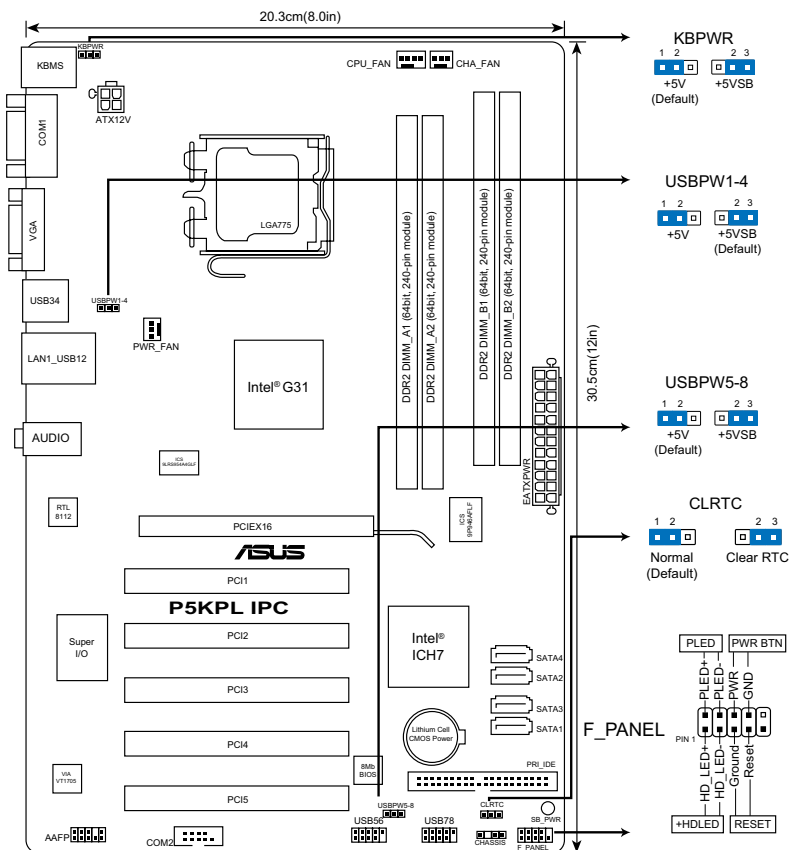 20.3cm(8.0in)
KBPWR
KBMS
CPU_FAN
CHA_FAN
ATX12V
COM1
LGA775
VGA
USB34
USBPW1-4
PWR_FAN
LAN1_USB12
Intel® G31
AUDIO
DDR2 DIMM_A1 (64bit, 240-pin module)
DDR2 DIMM_A2 (64bit, 240-pin module)
DDR2 DIMM_B1 (64bit, 240-pin module)
DDR2 DIMM_B2 (64bit, 240-pin module)
30.5cm(12in)
EATXPWR
ICS
ICS
9P946AFLF
RTL
8112
PCIEX16
ASUS
PCI1
P5KPL IPC
PCI2
Super
I/O
Intel®
ICH7
SATA4
SATA2
SATA3
SATA1
PCI3
PCI4
Lithium Cell
CMOS Power
VIA
VT1705
8Mb
BIOS
PRI_IDE
PCI5
USBPW5-8
CLRTC
SB_PWR
AAFP
COM2
USB56
USB78
CHASSIS
F_PANEL
KBPWR
1 2
2 3
+5V
(Default)
+5VSB
USBPW1-4
1 2
2 3
+5V
+5VSB
(Default)
USBPW5-8
1 2
2 3
+5V
(Default)
+5VSB
CLRTC
1 2
2 3
Normal
(Default)
Clear RTC
F_PANEL
PLED
PWR BTN
PLED+
PLED-
PWR
GND
PIN 1
HD_LED+
HD_LED-
Ground
Reset
+HDLED
RESET